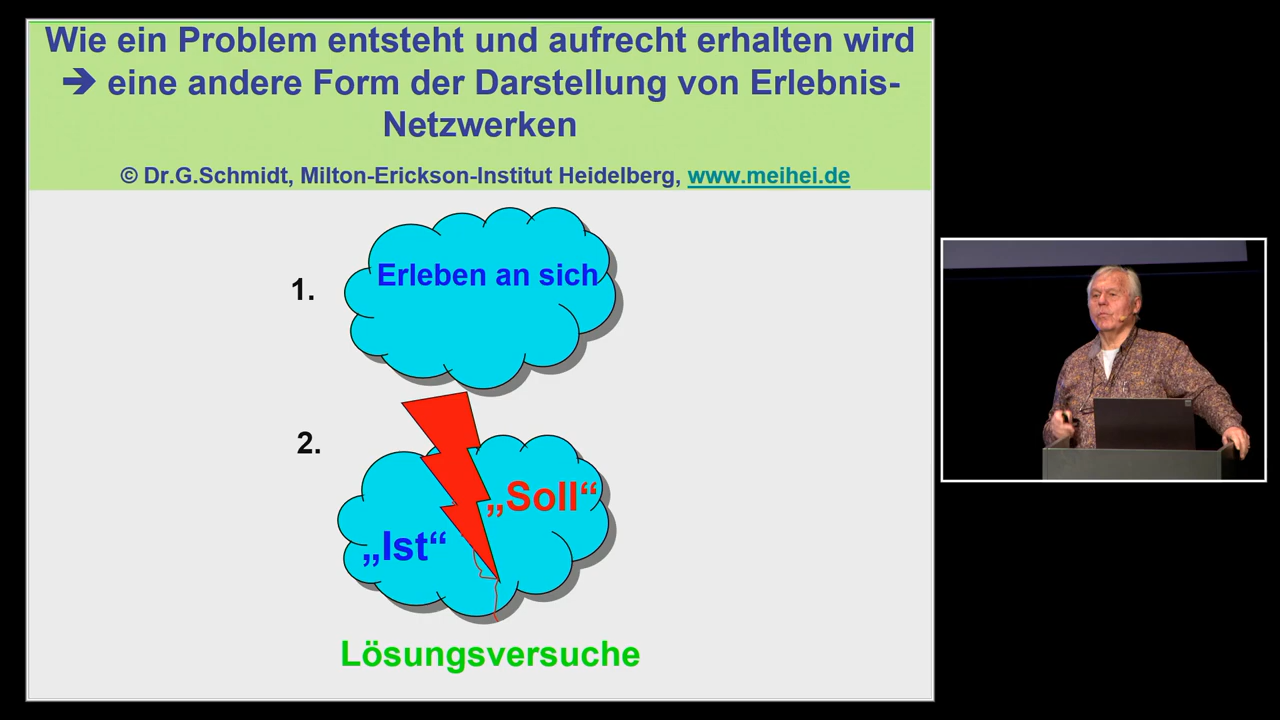 Wie ein Problem entsteht und aufrecht erhalten wird
➔ eine andere Form der Darstellung von Erlebnis-
Netzwerken
© Dr.G.Schmidt, Milton-Erickson-Institut Heidelberg, www.meihei.de
1.
Erleben an sich
2.
„Soll“
„Ist“
Lösungsversuche